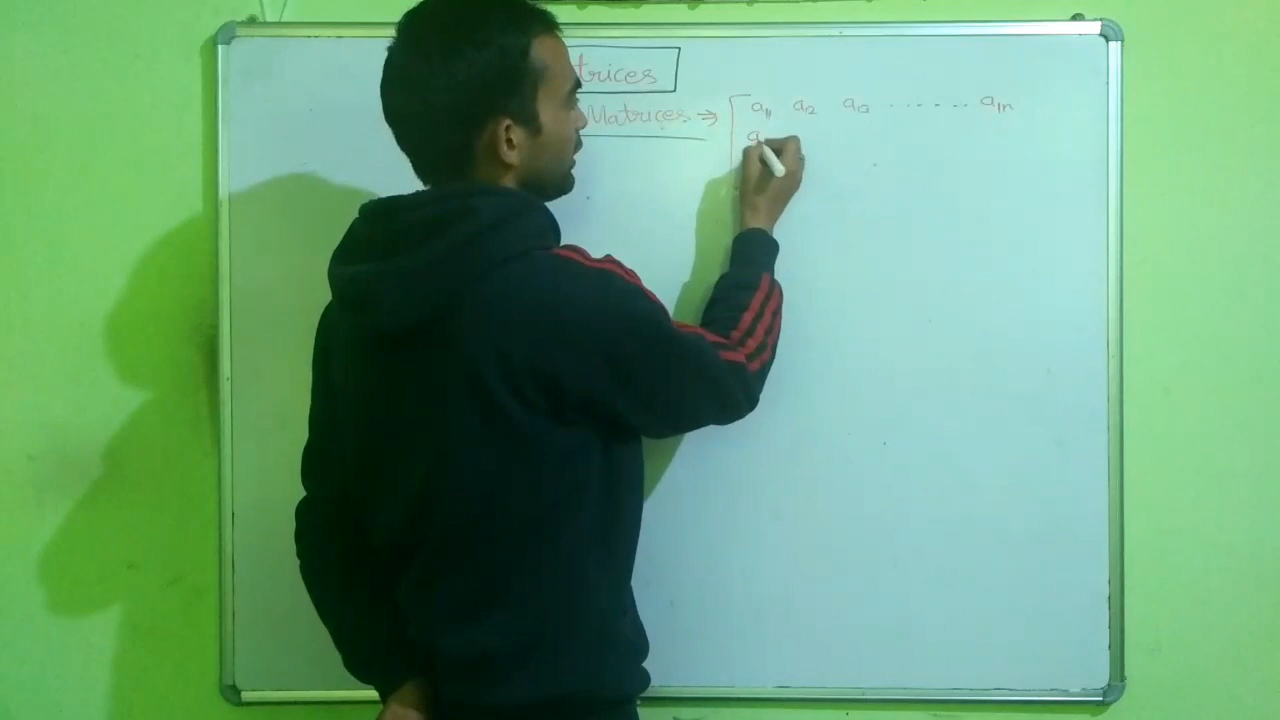 trices
Matrices → [ a₁₁ a₁₂ a₁₃ ....... a₁ₙ
a